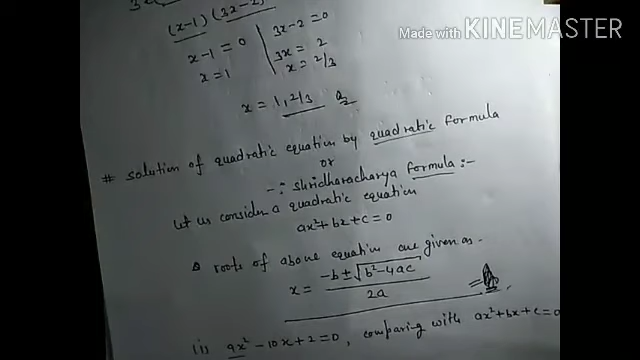 Made with KINEMASTER
(x-1) (3x-2)
x-1 = 0 3x-2 = 0
x = 1 3x = 2
x = 2/3
x = 1, 2/3
# Solution of quadratic equation by quadratic formula
or
-: Shridharacharya formula :-
Let us consider a quadratic equation
ax²+bx+c=0
roots of above equation are given as -
x = -b ± √b²-4ac / 2a
(i) 9x²-10x+2=0, comparing with ax²+bx+c=0